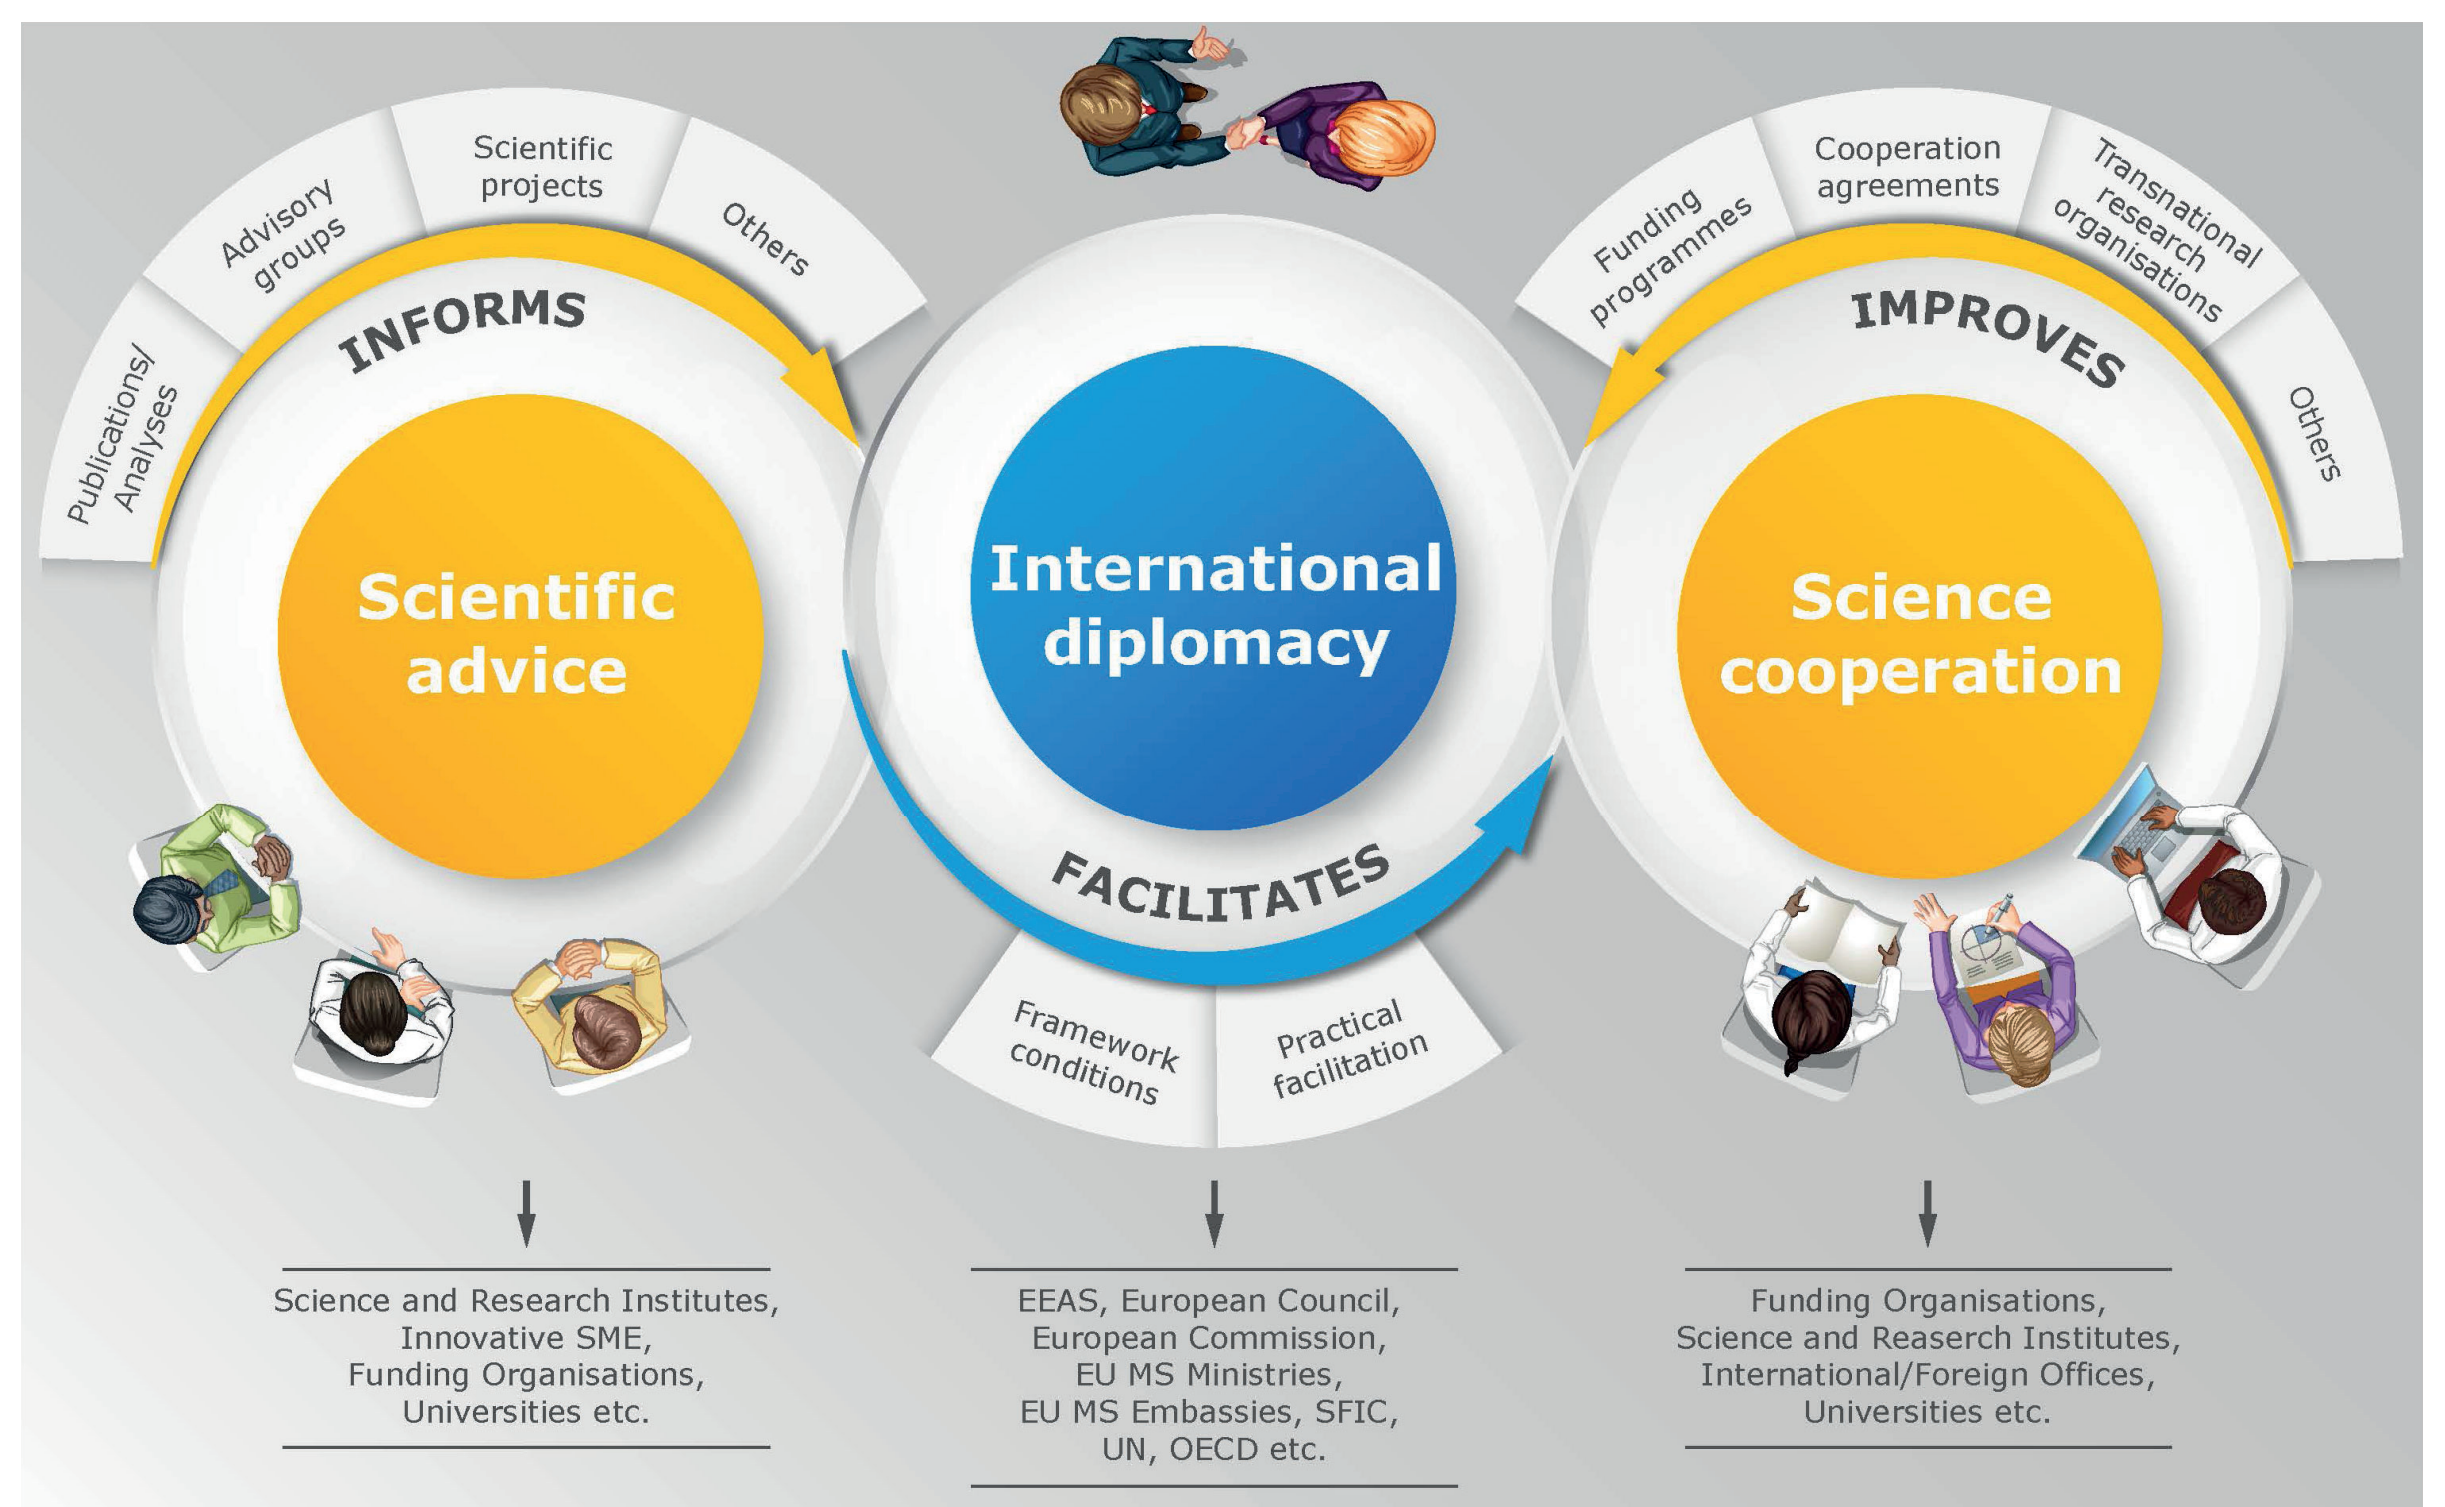 Publications/
Analyses
Advisory
groups
Scientific
projects
Others
INFORMS
Scientific
advice
International
diplomacy
FACILITATES
Framework
conditions
Practical
facilitation
Funding
programmes
Cooperation
agreements
Transnational
research
organisations
Others
IMPROVES
Science
cooperation
Science and Research Institutes,
Innovative SME,
Funding Organisations,
Universities etc.
EEAS, European Council,
European Commission,
EU MS Ministries,
EU MS Embassies, SFIC,
UN, OECD etc.
Funding Organisations,
Science and Reaserch Institutes,
International/Foreign Offices,
Universities etc.